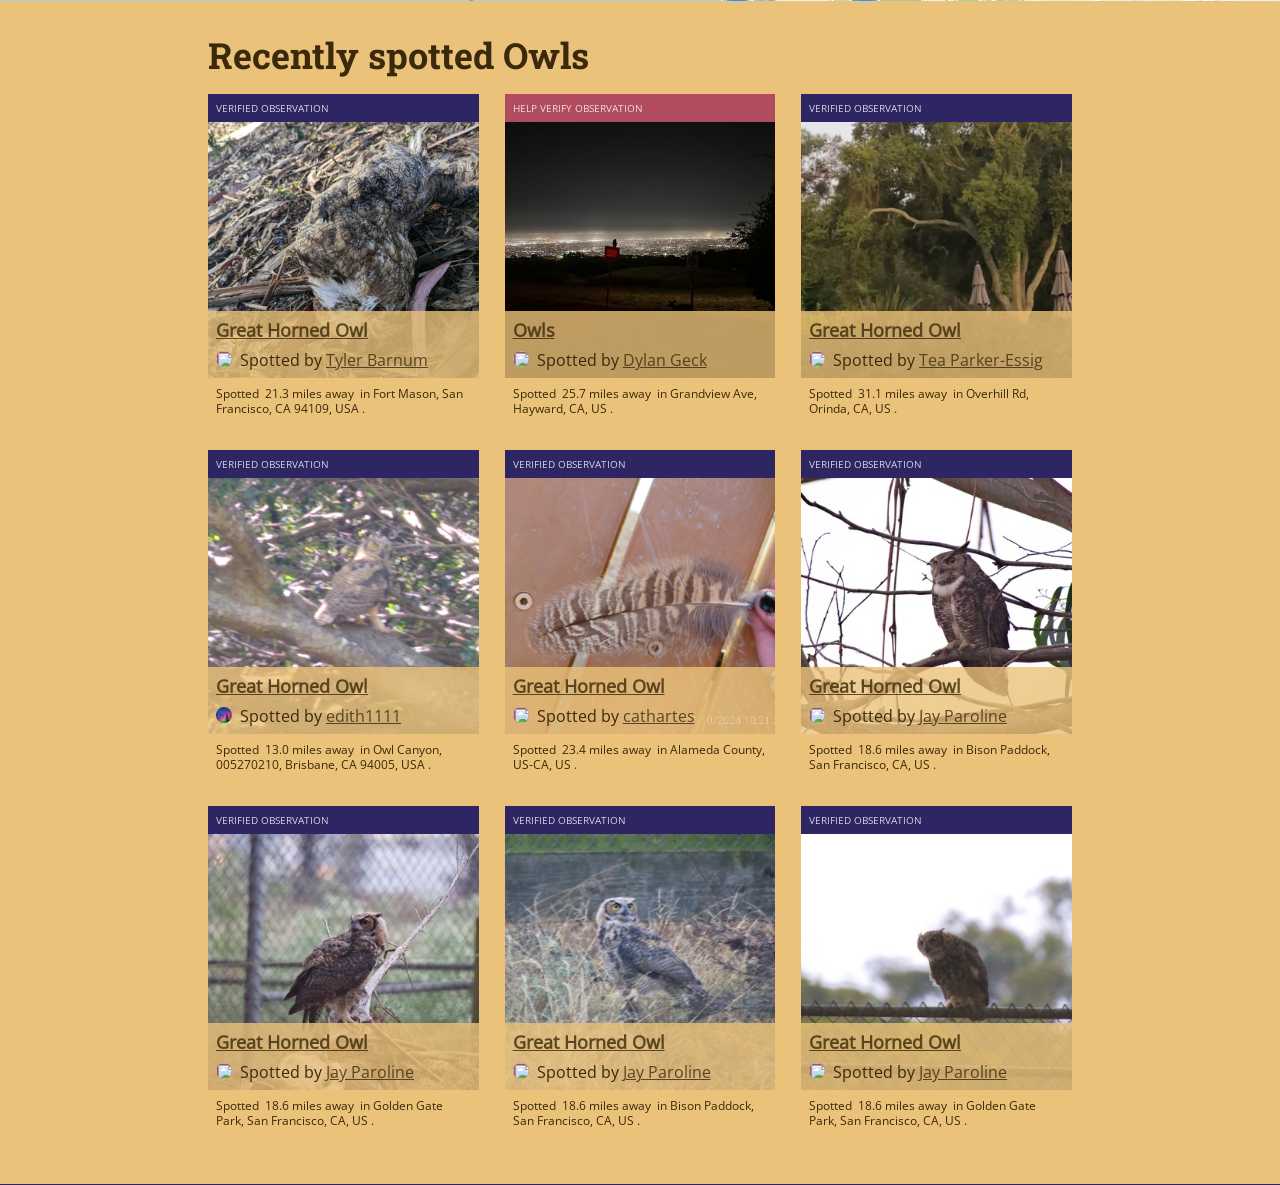 Recently spotted Owls
VERIFIED OBSERVATION
Great Horned Owl
Spotted by Tyler Barnum
Spotted 21.3 miles away in Fort Mason, San
Francisco, CA 94109, USA .
HELP VERIFY OBSERVATION
Owls
Spotted by Dylan Geck
Spotted 25.7 miles away in Grandview Ave,
Hayward, CA, US .
VERIFIED OBSERVATION
Great Horned Owl
Spotted by Tea Parker-Essig
Spotted 31.1 miles away in Overhill Rd,
Orinda, CA, US .
VERIFIED OBSERVATION
Great Horned Owl
Spotted by edith1111
Spotted 13.0 miles away in Owl Canyon,
005270210, Brisbane, CA 94005, USA .
VERIFIED OBSERVATION
Great Horned Owl
Spotted by cathartes
Spotted 23.4 miles away in Alameda County,
US-CA, US .
VERIFIED OBSERVATION
Great Horned Owl
Spotted by Jay Paroline
Spotted 18.6 miles away in Bison Paddock,
San Francisco, CA, US .
VERIFIED OBSERVATION
Great Horned Owl
Spotted by Jay Paroline
Spotted 18.6 miles away in Golden Gate
Park, San Francisco, CA, US .
VERIFIED OBSERVATION
Great Horned Owl
Spotted by Jay Paroline
Spotted 18.6 miles away in Bison Paddock,
San Francisco, CA, US .
VERIFIED OBSERVATION
Great Horned Owl
Spotted by Jay Paroline
Spotted 18.6 miles away in Golden Gate
Park, San Francisco, CA, US .